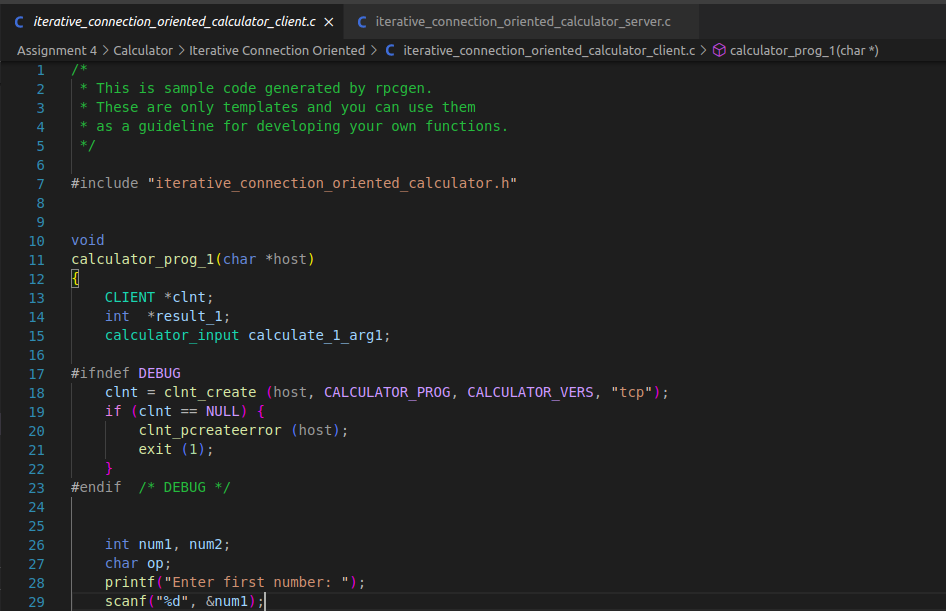 C iterative_connection_oriented_calculator_client.c × C iterative_connection_oriented_calculator_server.c
Assignment 4 > Calculator > Iterative Connection Oriented > C iterative_connection_oriented_calculator_client.c > calculator_prog_1(char *)
1 /*
2  * This is sample code generated by rpcgen.
3  * These are only templates and you can use them
4  * as a guideline for developing your own functions.
5  */
6
7 #include "iterative_connection_oriented_calculator.h"
8
9
10 void
11 calculator_prog_1(char *host)
12 {
13     CLIENT *clnt;
14     int  *result_1;
15     calculator_input calculate_1_arg1;
16
17 #ifndef DEBUG
18     clnt = clnt_create (host, CALCULATOR_PROG, CALCULATOR_VERS, "tcp");
19     if (clnt == NULL) {
20         clnt_pcreateerror (host);
21         exit (1);
22     }
23 #endif  /* DEBUG */
24
25
26     int num1, num2;
27     char op;
28     printf("Enter first number: ");
29     scanf("%d", &num1);